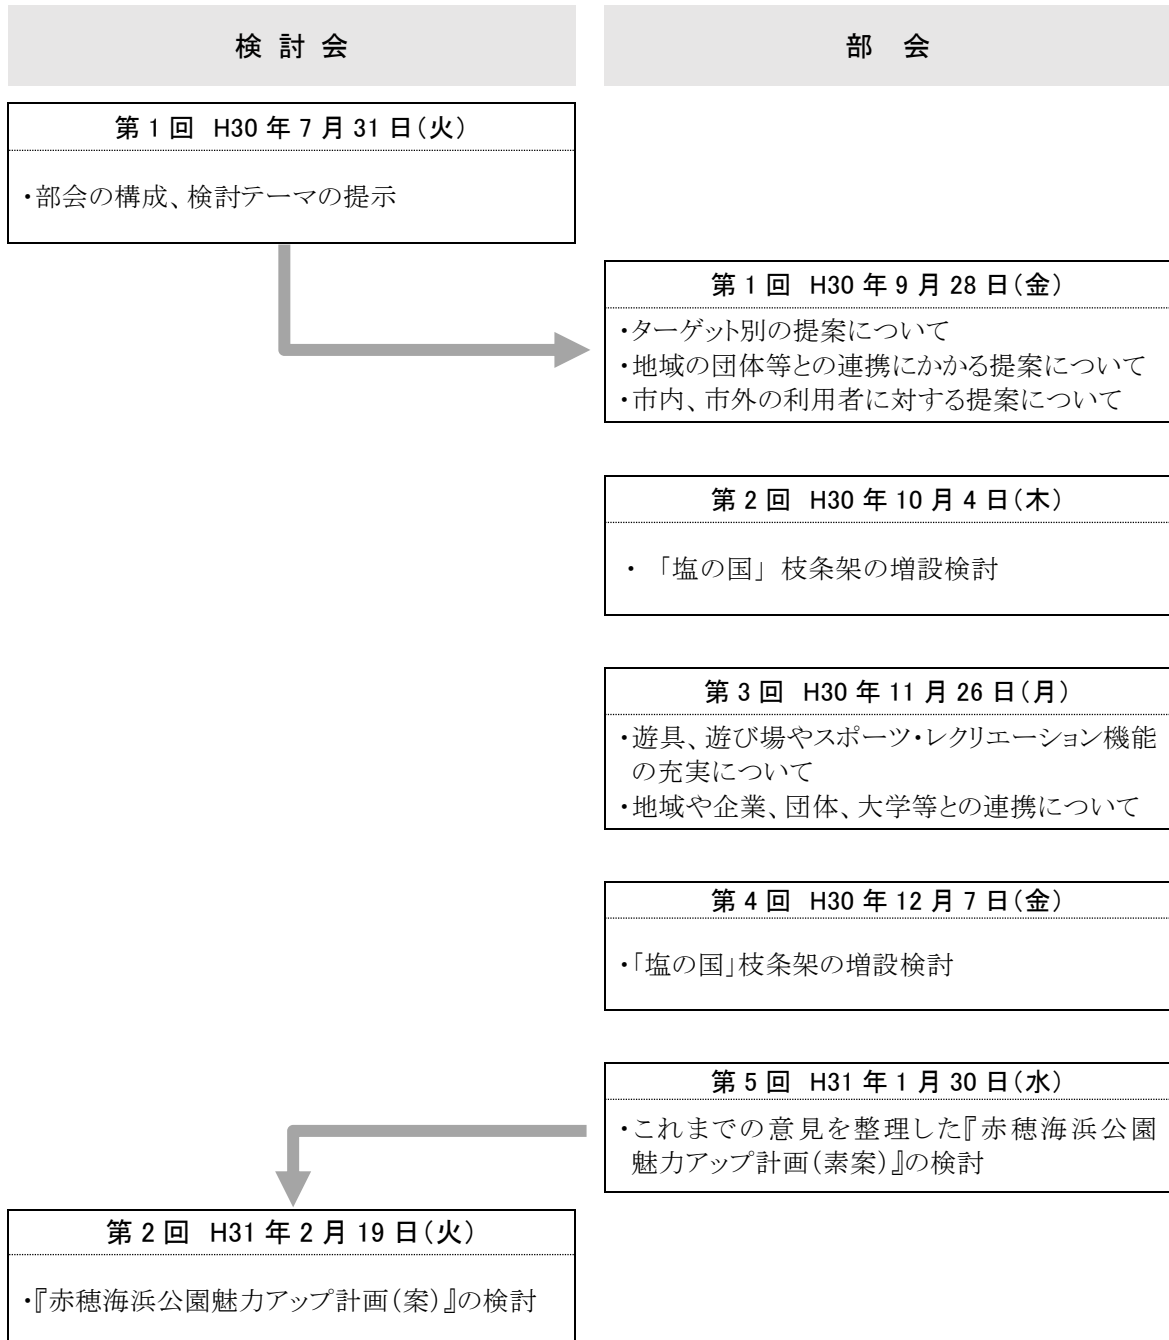 検 討 会
部 会
第 1 回 H30 年 7 月 31 日（火）
・部会の構成、検討テーマの提示
第 1 回 H30 年 9 月 28 日（金）
・ターゲット別の提案について
・地域の団体等との連携にかかる提案について
・市内、市外の利用者に対する提案について
第 2 回 H30 年 10 月 4 日（木）
・「塩の国」枝条架の増設検討
第 3 回 H30 年 11 月 26 日（月）
・遊具、遊び場やスポーツ・レクリエーション機能
の充実について
・地域や企業、団体、大学等との連携について
第 4 回 H30 年 12 月 7 日（金）
・「塩の国」枝条架の増設検討
第 5 回 H31 年 1 月 30 日（水）
・これまでの意見を整理した『赤穂海浜公園
魅力アップ計画（素案）』の検討
第 2 回 H31 年 2 月 19 日（火）
・『赤穂海浜公園魅力アップ計画（案）』の検討